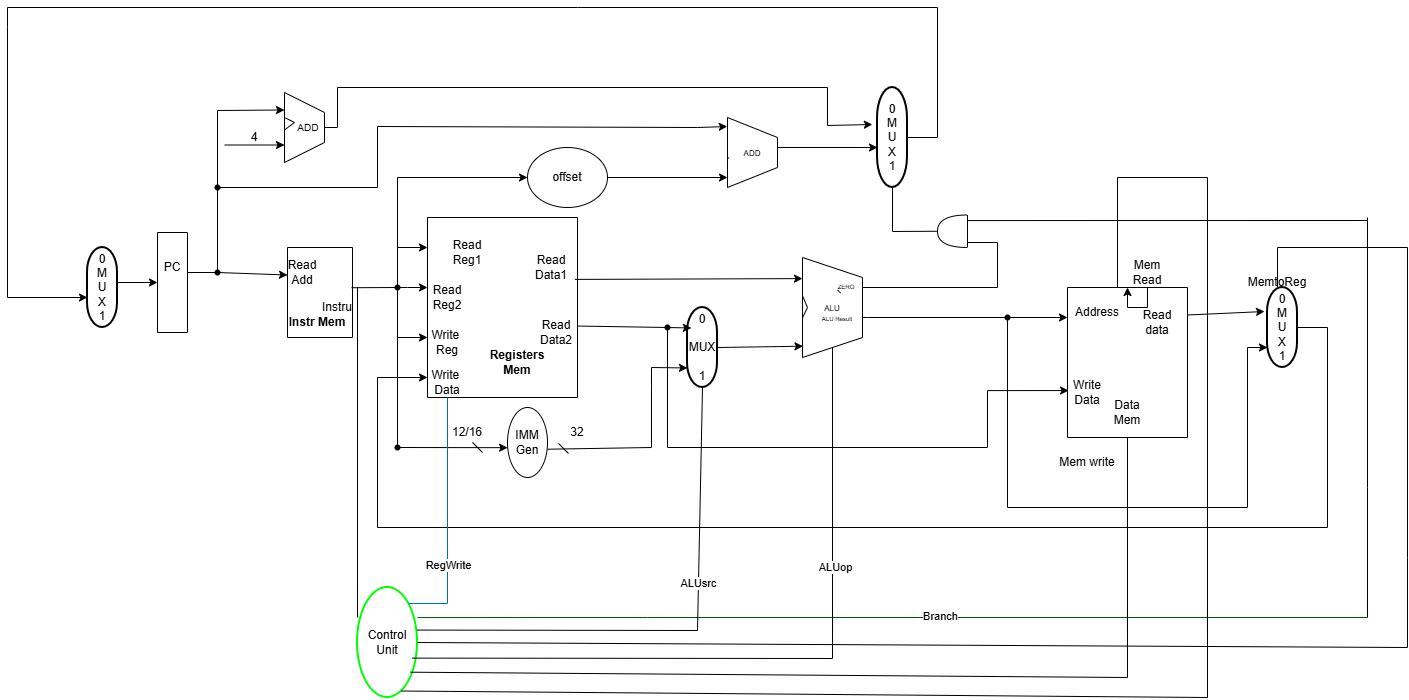 4
ADD
ADD
0
M
U
X
1
offset
0
M
U
X
1
PC
Read
Add
Instru
Instr Mem
Read
Reg1
Read
Reg2
Write
Reg
Write
Data
Read
Data1
Read
Data2
Registers
Mem
0
MUX
1
ZERO
ALU
ALU Result
Mem
Read
Address
Read
data
Write
Data
Data
Mem
Mem write
MemtoReg
0
M
U
X
1
12/16
IMM
Gen
32
RegWrite
ALUsrc
ALUop
Branch
Control
Unit